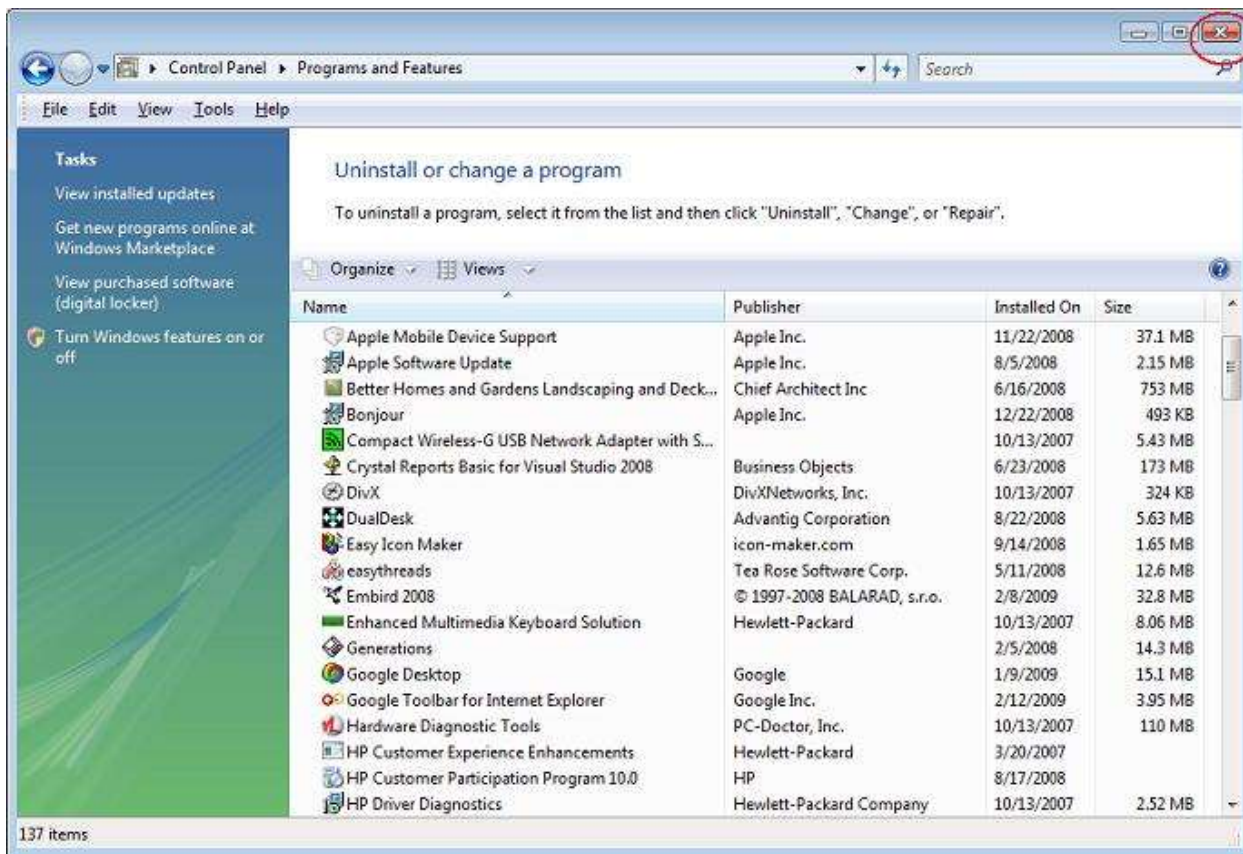 Control Panel Programs and Features Search
File Edit View Tools Help
Tasks
View installed updates
Get new programs online at
Windows Marketplace
View purchased software
(digital locker)
Turn Windows features on or
off
Uninstall or change a program
To uninstall a program, select it from the list and then click "Uninstall", "Change", or "Repair".
Organize Views
Name Publisher Installed On Size
Apple Mobile Device Support Apple Inc. 11/22/2008 37.1 MB
Apple Software Update Apple Inc. 8/5/2008 2.15 MB
Better Homes and Gardens Landscaping and Deck... Chief Architect Inc 6/16/2008 753 MB
Bonjour Apple Inc. 12/22/2008 493 KB
Compact Wireless-G USB Network Adapter with S... 10/13/2007 5.43 MB
Crystal Reports Basic for Visual Studio 2008 Business Objects 6/23/2008 173 MB
DivX DivXNetworks, Inc. 10/13/2007 324 KB
DualDesk Advantig Corporation 8/22/2008 5.63 MB
Easy Icon Maker icon-maker.com 9/14/2008 1.65 MB
easythreads Tea Rose Software Corp. 5/11/2008 12.6 MB
Embird 2008 © 1997-2008 BALARAD, s.r.o. 2/8/2009 32.8 MB
Enhanced Multimedia Keyboard Solution Hewlett-Packard 10/13/2007 8.06 MB
Generations 2/5/2008 14.3 MB
Google Desktop Google 1/9/2009 15.1 MB
Google Toolbar for Internet Explorer Google Inc. 2/12/2009 3.95 MB
Hardware Diagnostic Tools PC-Doctor, Inc. 10/13/2007 110 MB
HP Customer Experience Enhancements Hewlett-Packard 3/20/2007
HP Customer Participation Program 10.0 HP 8/17/2008
HP Driver Diagnostics Hewlett-Packard Company 10/13/2007 2.52 MB
137 items